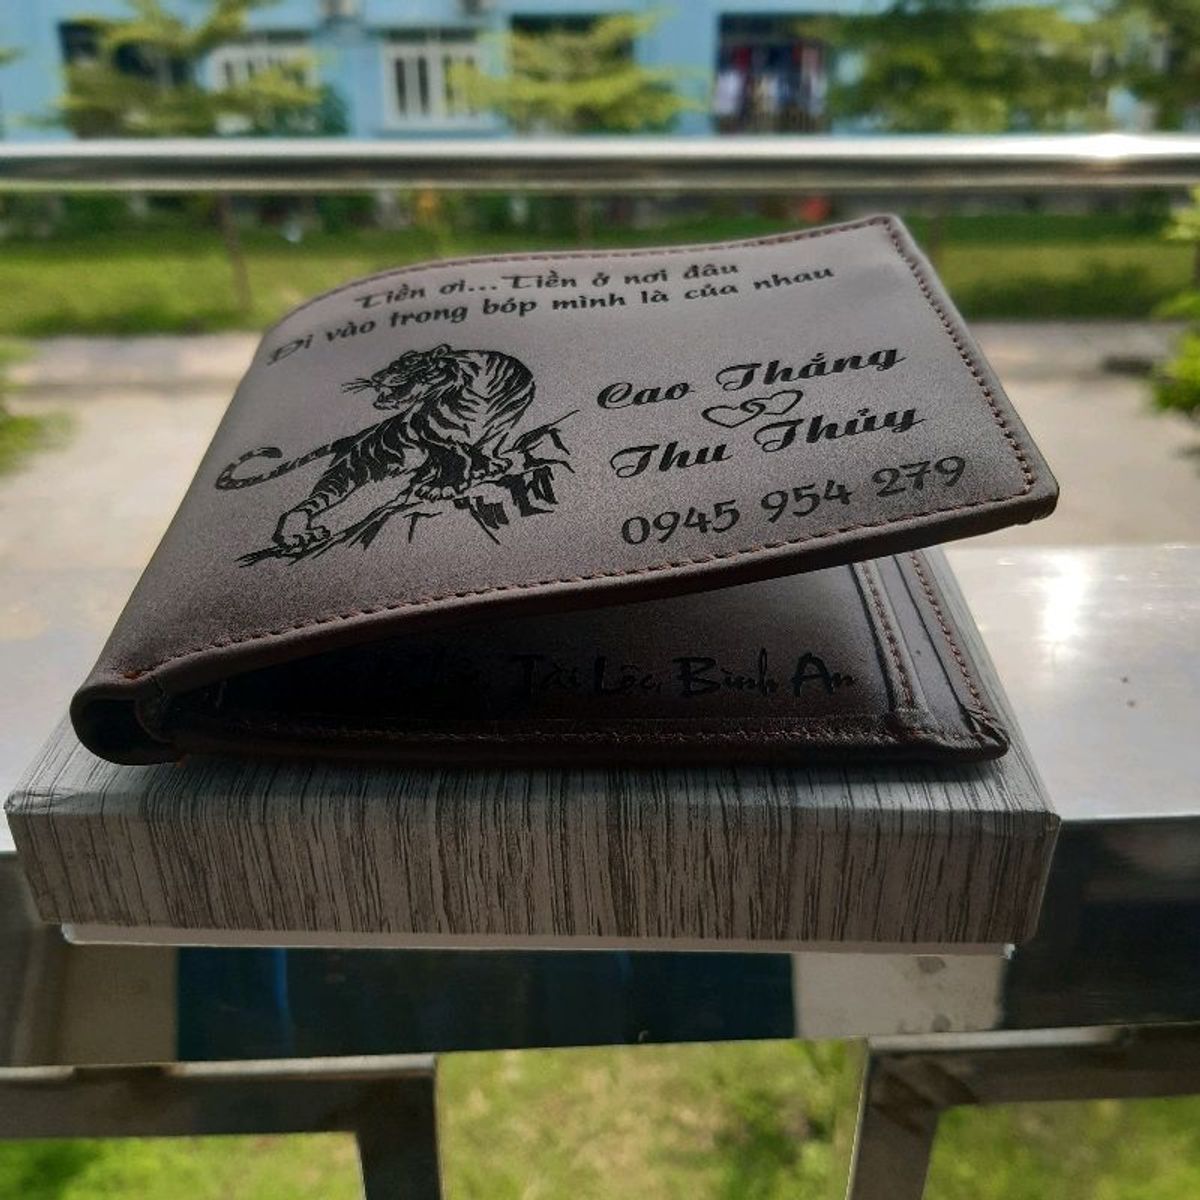 Tiền ơi...Tiền ở nơi đâu
Đi vào trong bóp mình là của nhau
Cao Thắng
Thu Thủy
0945 954 279
Tài Lộc, Bình An